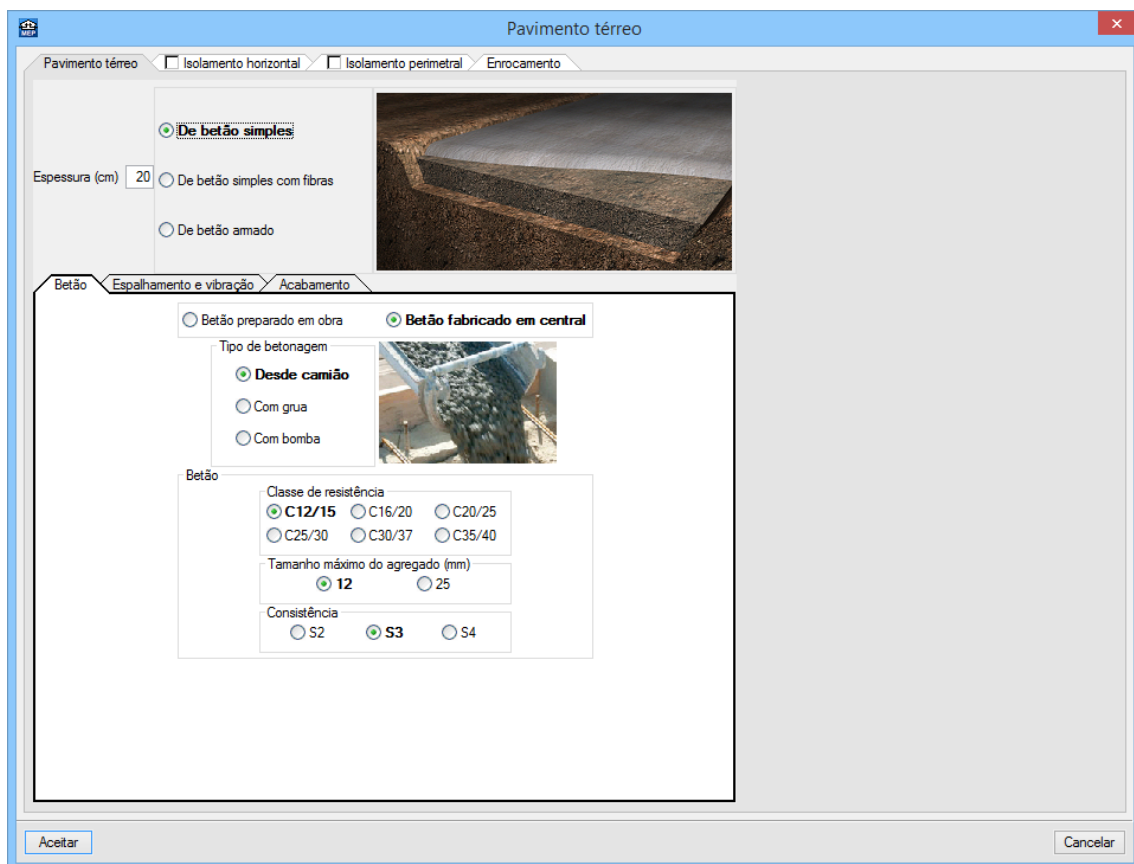 MEP
Pavimento térreo
Pavimento térreo Isolamento horizontal Isolamento perimetral Enrocamento
De betão simples
Espessura (cm) 20 De betão simples com fibras
De betão armado
Betão Espalhamento e vibração Acabamento
Betão preparado em obra Betão fabricado em central
Tipo de betonagem
Desde camião
Com grua
Com bomba
Betão
Classe de resistência
C12/15 C16/20 C20/25
C25/30 C30/37 C35/40
Tamanho máximo do agregado (mm)
12 25
Consistência
S2 S3 S4
Aceitar Cancelar